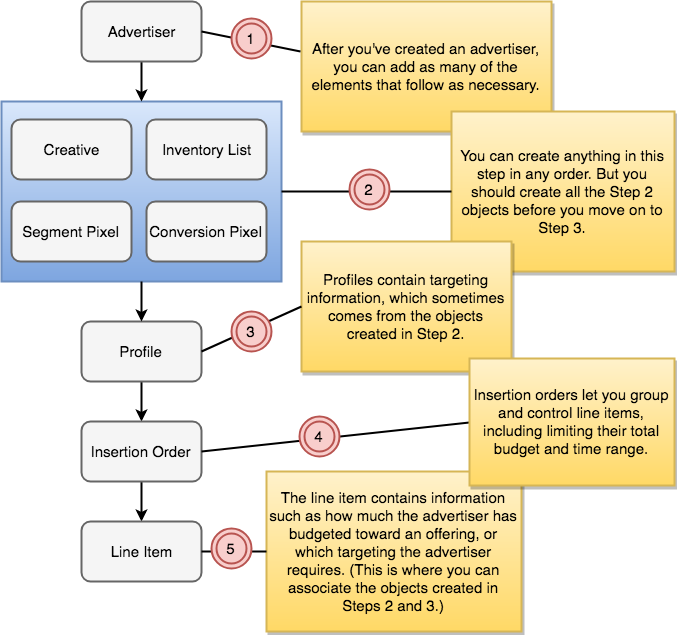 Advertiser
1
After you've created an advertiser,
you can add as many of the
elements that follow as necessary.
Creative
Inventory List
Segment Pixel
Conversion Pixel
2
You can create anything in this
step in any order. But you
should create all the Step 2
objects before you move on to
Step 3.
Profile
3
Profiles contain targeting
information, which sometimes
comes from the objects
created in Step 2.
Insertion Order
4
Insertion orders let you group
and control line items,
including limiting their total
budget and time range.
Line Item
5
The line item contains information
such as how much the advertiser has
budgeted toward an offering, or
which targeting the advertiser
requires. (This is where you can
associate the objects created in
Steps 2 and 3.)